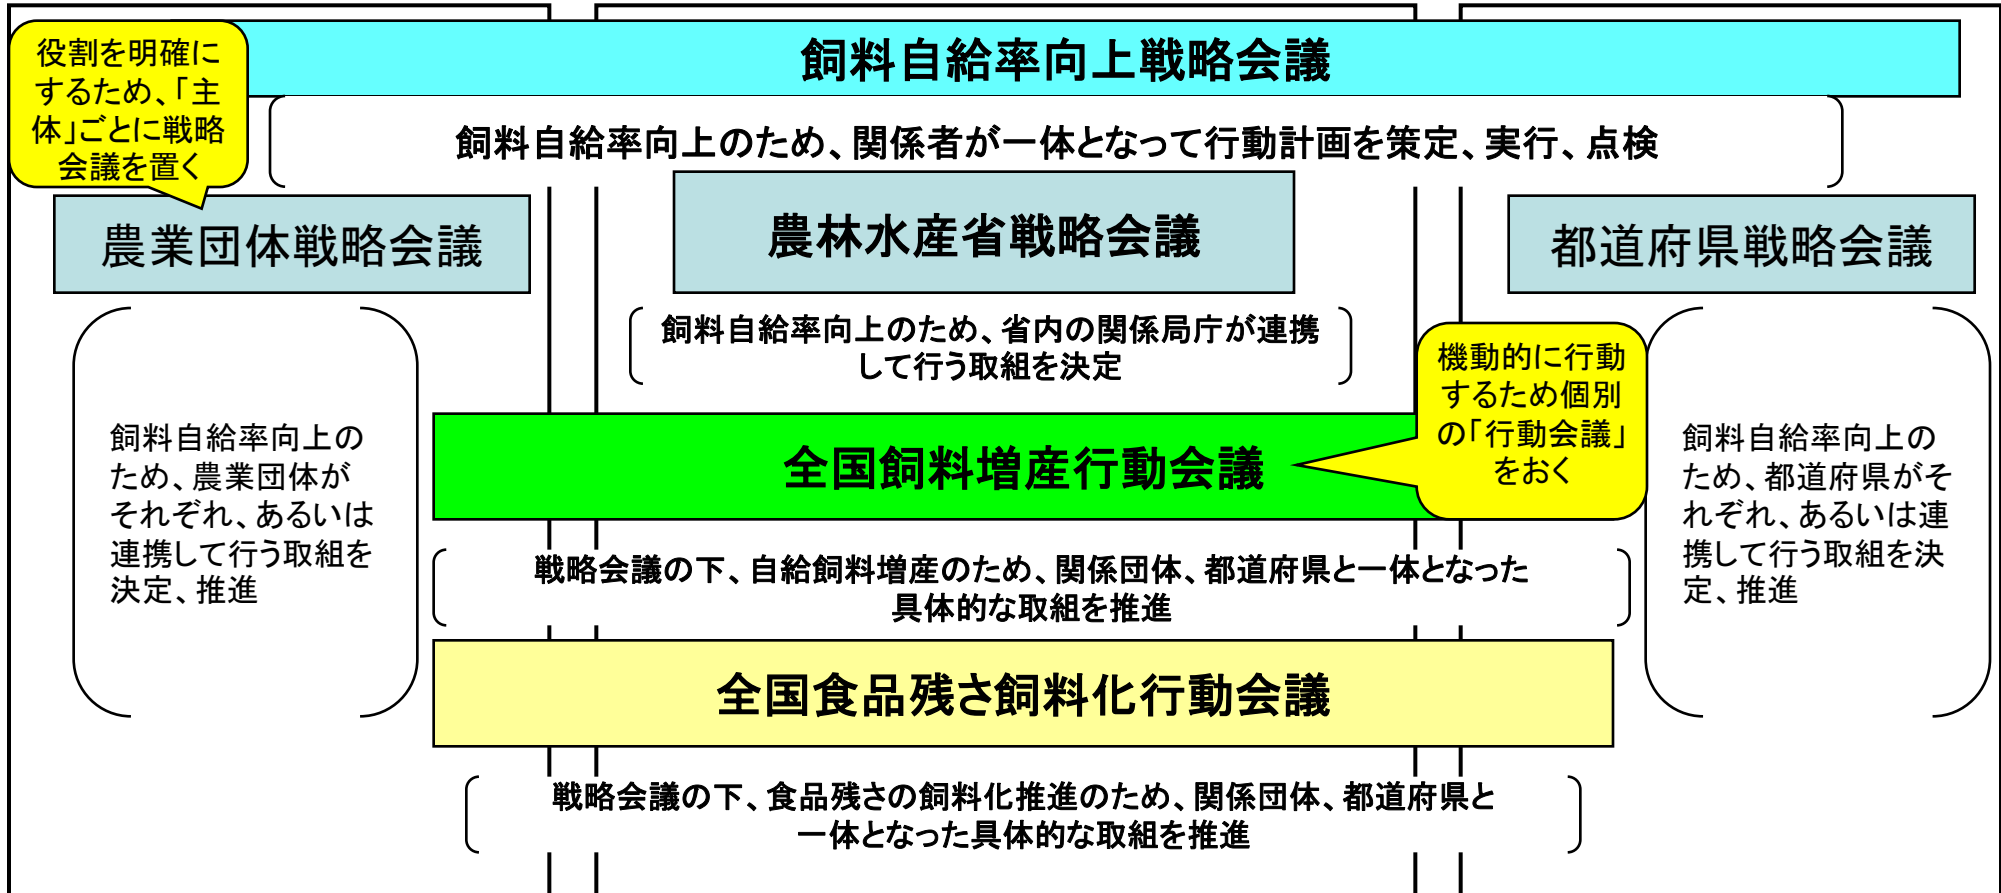 役割を明確に
するため、「主
体」ごとに戦略
会議を置く
飼料自給率向上戦略会議
飼料自給率向上のため、関係者が一体となって行動計画を策定、実行、点検
農業団体戦略会議
農林水産省戦略会議
都道府県戦略会議
飼料自給率向上のため、省内の関係局庁が連携
して行う取組を決定
機動的に行動
するため個別
の「行動会議」
をおく
飼料自給率向上の
ため、農業団体が
それぞれ、あるいは
連携して行う取組を
決定、推進
全国飼料増産行動会議
飼料自給率向上の
ため、都道府県がそ
れぞれ、あるいは連
携して行う取組を決
定、推進
戦略会議の下、自給飼料増産のため、関係団体、都道府県と一体となった
具体的な取組を推進
全国食品残さ飼料化行動会議
戦略会議の下、食品残さの飼料化推進のため、関係団体、都道府県と
一体となった具体的な取組を推進